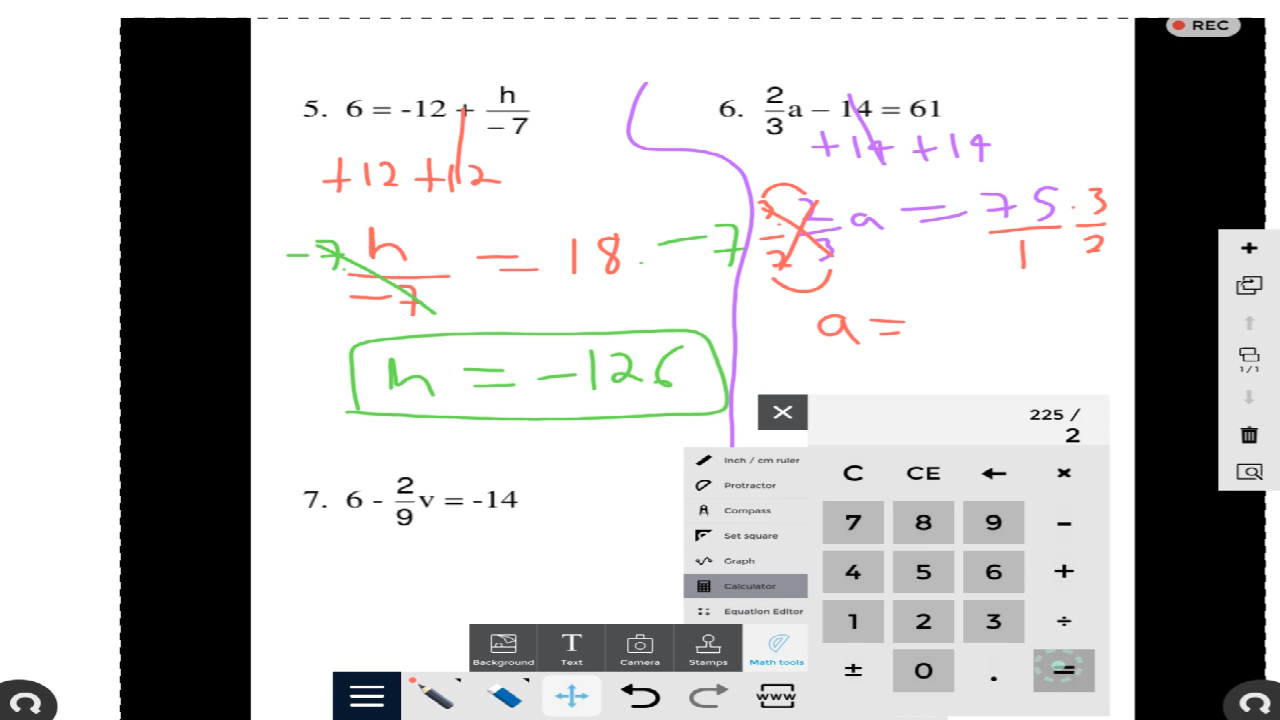 REC
5. 6 = -12 + h/-7
+12 +12
-7 · h/-7 = 18 · -7
h = -126
6. 2/3 a - 14 = 61
+14 +14
3/2 · 2/3 a = 75/1 · 3/2
a =
7. 6 - 2/9 v = -14
225 /
2
C CE ← ×
7 8 9 -
4 5 6 +
1 2 3 ÷
± 0 . =
Inch / cm ruler
Protractor
Compass
Set square
Graph
Calculator
Equation Editor
Background Text Camera Stamps Math tools
www
1/1